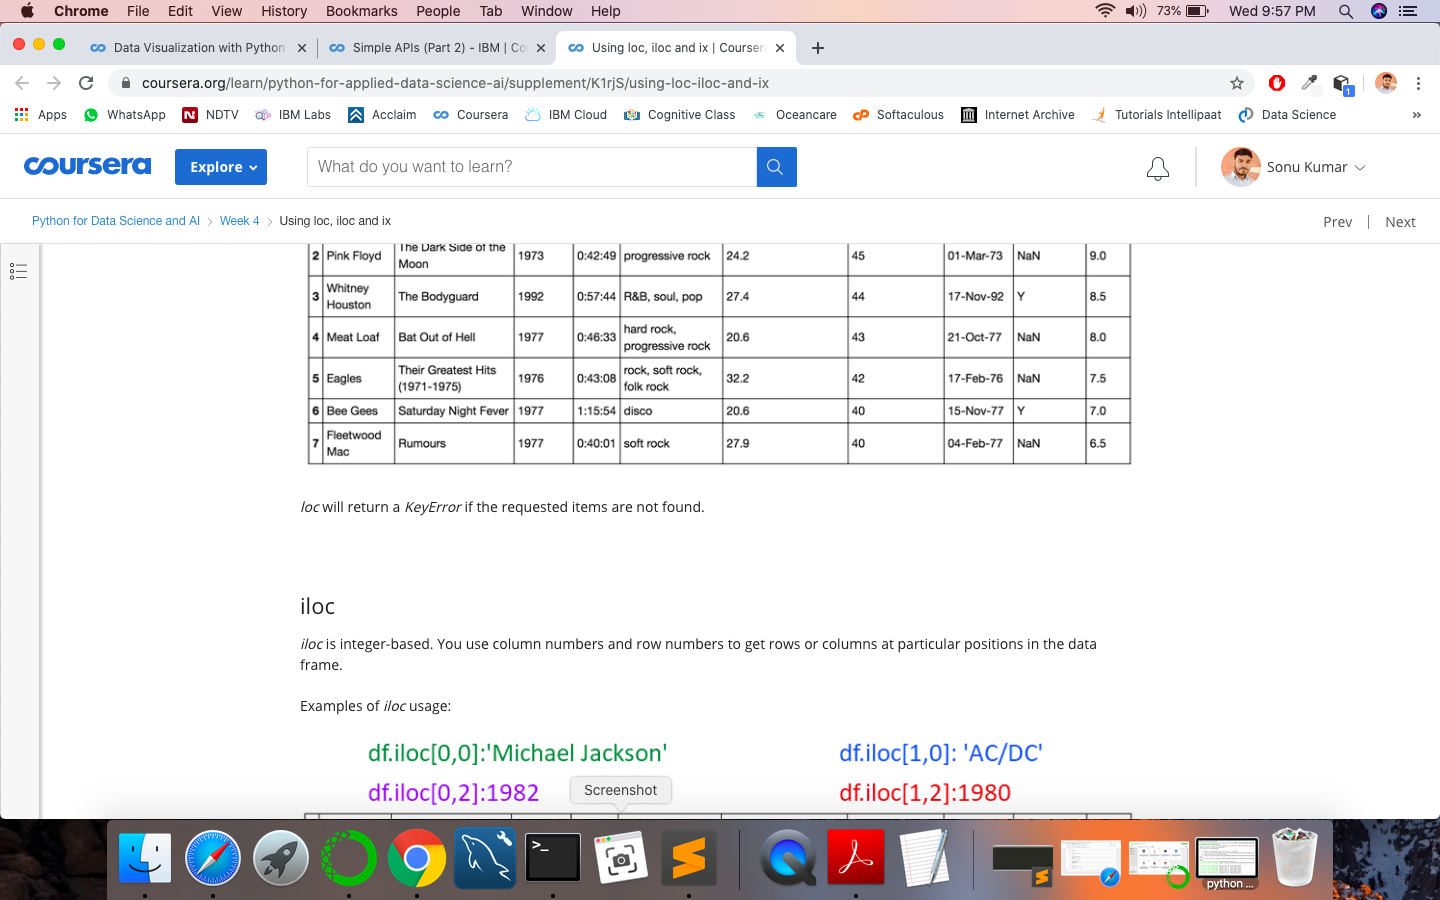 Chrome File Edit View History Bookmarks People Tab Window Help 73% Wed 9:57 PM
Data Visualization with Python Simple APIs (Part 2) - IBM | Co Using loc, iloc and ix | Courser
coursera.org/learn/python-for-applied-data-science-ai/supplement/K1rjS/using-loc-iloc-and-ix
1
Apps WhatsApp N NDTV IBM Labs Acclaim Coursera IBM Cloud Cognitive Class Oceancare Softaculous Internet Archive Tutorials Intellipaat Data Science »
coursera Explore What do you want to learn? Sonu Kumar
Python for Data Science and AI > Week 4 > Using loc, iloc and ix Prev | Next
2 Pink Floyd The Dark Side of the Moon 1973 0:42:49 progressive rock 24.2 45 01-Mar-73 NaN 9.0
3 Whitney Houston The Bodyguard 1992 0:57:44 R&B, soul, pop 27.4 44 17-Nov-92 Y 8.5
4 Meat Loaf Bat Out of Hell 1977 0:46:33 hard rock, progressive rock 20.6 43 21-Oct-77 NaN 8.0
5 Eagles Their Greatest Hits (1971-1975) 1976 0:43:08 rock, soft rock, folk rock 32.2 42 17-Feb-76 NaN 7.5
6 Bee Gees Saturday Night Fever 1977 1:15:54 disco 20.6 40 15-Nov-77 Y 7.0
7 Fleetwood Mac Rumours 1977 0:40:01 soft rock 27.9 40 04-Feb-77 NaN 6.5
loc will return a KeyError if the requested items are not found.
iloc
iloc is integer-based. You use column numbers and row numbers to get rows or columns at particular positions in the data
frame.
Examples of iloc usage:
df.iloc[0,0]:'Michael Jackson' df.iloc[1,0]: 'AC/DC'
df.iloc[0,2]:1982 df.iloc[1,2]:1980
Screenshot
>_
python ...